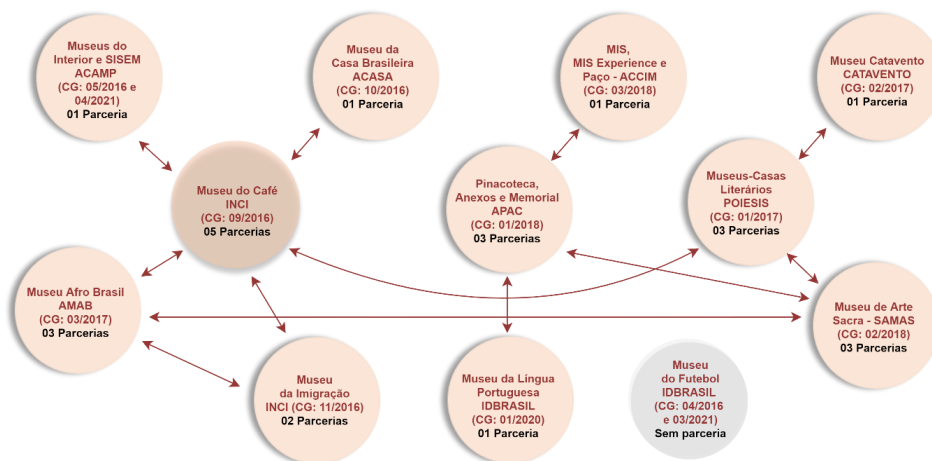 Museus do
Interior e SISEM
ACAMP
(CG: 05/2016 e
04/2021)
01 Parceria
Museu da
Casa Brasileira
ACASA
(CG: 10/2016)
01 Parceria
MIS,
MIS Experience e
Paço - ACCIM
(CG: 03/2018)
01 Parceria
Museu Catavento
CATAVENTO
(CG: 02/2017)
01 Parceria
Museu do Café
INCI
(CG: 09/2016)
05 Parcerias
Pinacoteca,
Anexos e Memorial
APAC
(CG: 01/2018)
03 Parcerias
Museus-Casas
Literários
POIESIS
(CG: 01/2017)
03 Parcerias
Museu Afro Brasil
AMAB
(CG: 03/2017)
03 Parcerias
Museu de Arte
Sacra - SAMAS
(CG: 02/2018)
03 Parcerias
Museu
da Imigração
INCI (CG: 11/2016)
02 Parcerias
Museu da Lingua
Portuguesa
IDBRASIL
(CG: 01/2020)
01 Parceria
Museu
do Futebol
IDBRASIL
(CG: 04/2016
e 03/2021)
Sem parceria